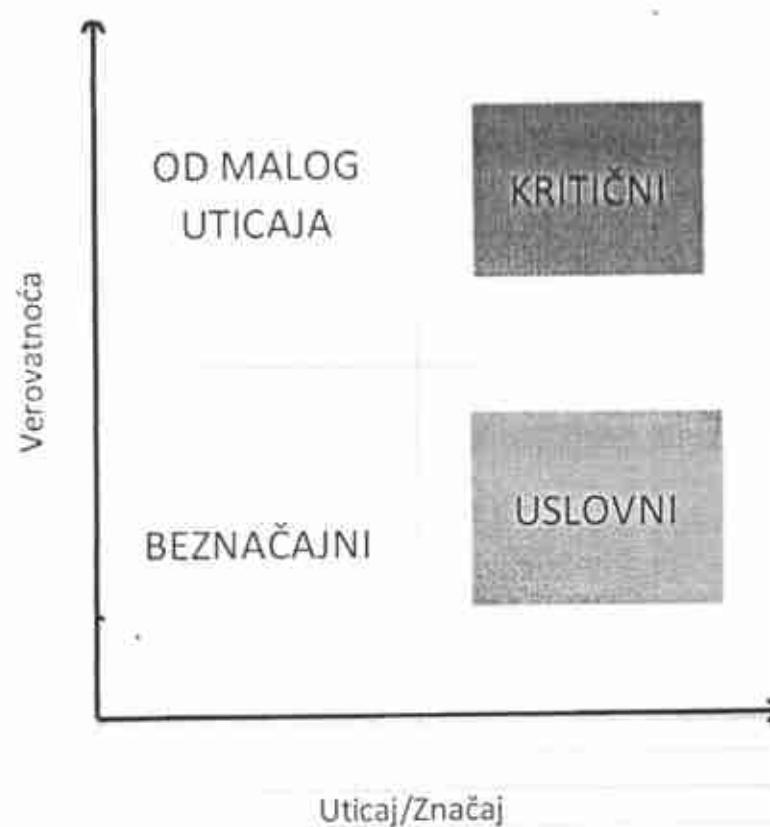 OD MALOG
UTICAJA
KRITIČNI
Verovatnoća
BEZNAČAJNI
USLOVNI
Uticaj/Značaj